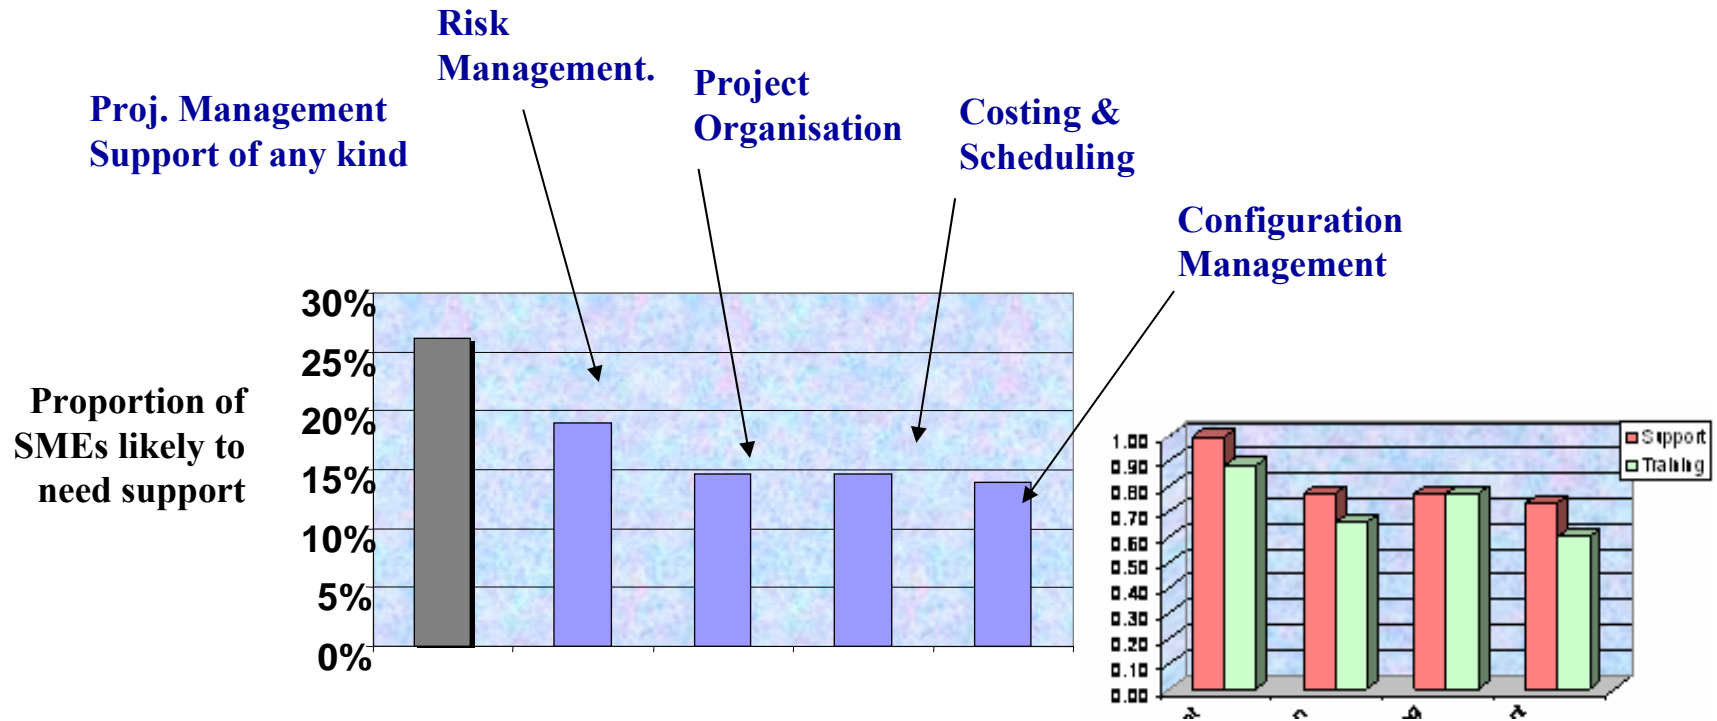 Risk
Management.
Proj. Management
Support of any kind
Project
Organisation
Costing &
Scheduling
Configuration
Management
Proportion of
SMEs likely to
need support
30%
25%
20%
15%
10%
5%
0%
Support
Training
1.00
0.90
0.80
0.70
0.60
0.50
0.40
0.30
0.20
0.10
0.00